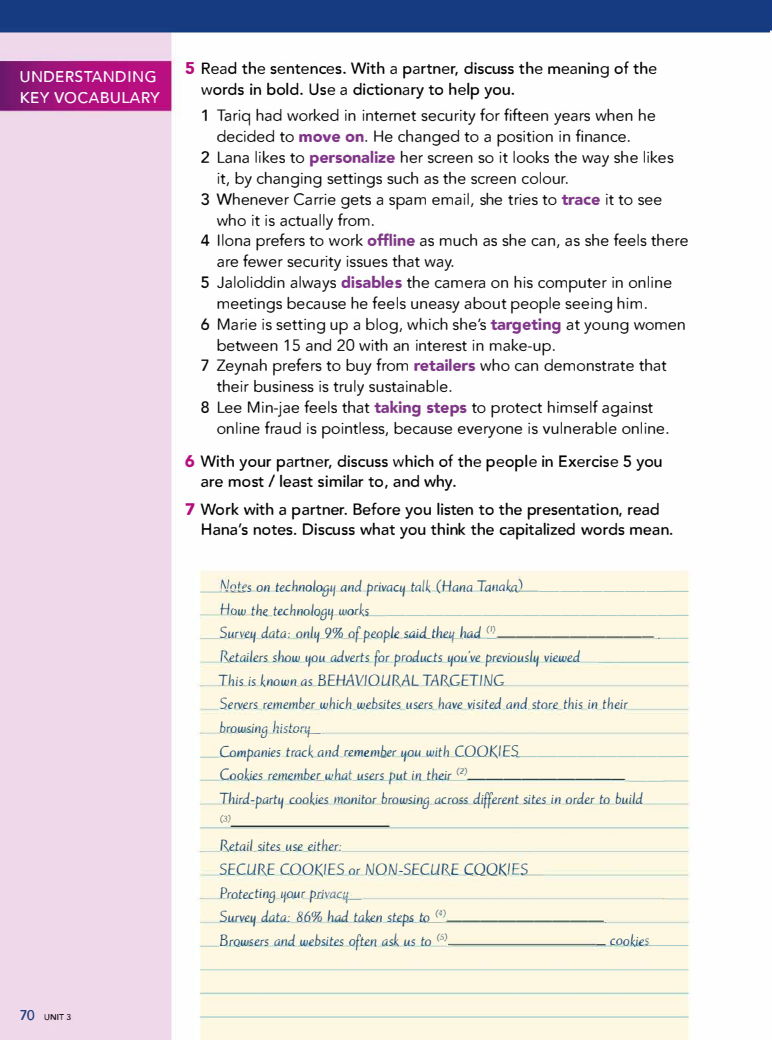 UNDERSTANDING
KEY VOCABULARY
5 Read the sentences. With a partner, discuss the meaning of the
words in bold. Use a dictionary to help you.
1 Tariq had worked in internet security for fifteen years when he
decided to move on. He changed to a position in finance.
2 Lana likes to personalize her screen so it looks the way she likes
it, by changing settings such as the screen colour.
3 Whenever Carrie gets a spam email, she tries to trace it to see
who it is actually from.
4 Ilona prefers to work offline as much as she can, as she feels there
are fewer security issues that way.
5 Jaloliddin always disables the camera on his computer in online
meetings because he feels uneasy about people seeing him.
6 Marie is setting up a blog, which she's targeting at young women
between 15 and 20 with an interest in make-up.
7 Zeynah prefers to buy from retailers who can demonstrate that
their business is truly sustainable.
8 Lee Min-jae feels that taking steps to protect himself against
online fraud is pointless, because everyone is vulnerable online.
6 With your partner, discuss which of the people in Exercise 5 you
are most / least similar to, and why.
7 Work with a partner. Before you listen to the presentation, read
Hana's notes. Discuss what you think the capitalized words mean.
Notes on technology and privacy talk (Hana Tanaka)
How the technology works
Survey data: only 9% of people said they had (1)____________________ .
Retailers show you adverts for products you've previously viewed
This is known as BEHAVIOURAL TARGETING
Servers remember which websites users have visited and store this in their
browsing history
Companies track and remember you with COOKIES
Cookies remember what users put in their (2)____________________
Third-party cookies monitor browsing across different sites in order to build
(3)____________________
Retail sites use either:
SECURE COOKIES or NON-SECURE COOKIES
Protecting your privacy
Survey data: 86% had taken steps to (4)____________________
Browsers and websites often ask us to (5)____________________ cookies
70 UNIT 3